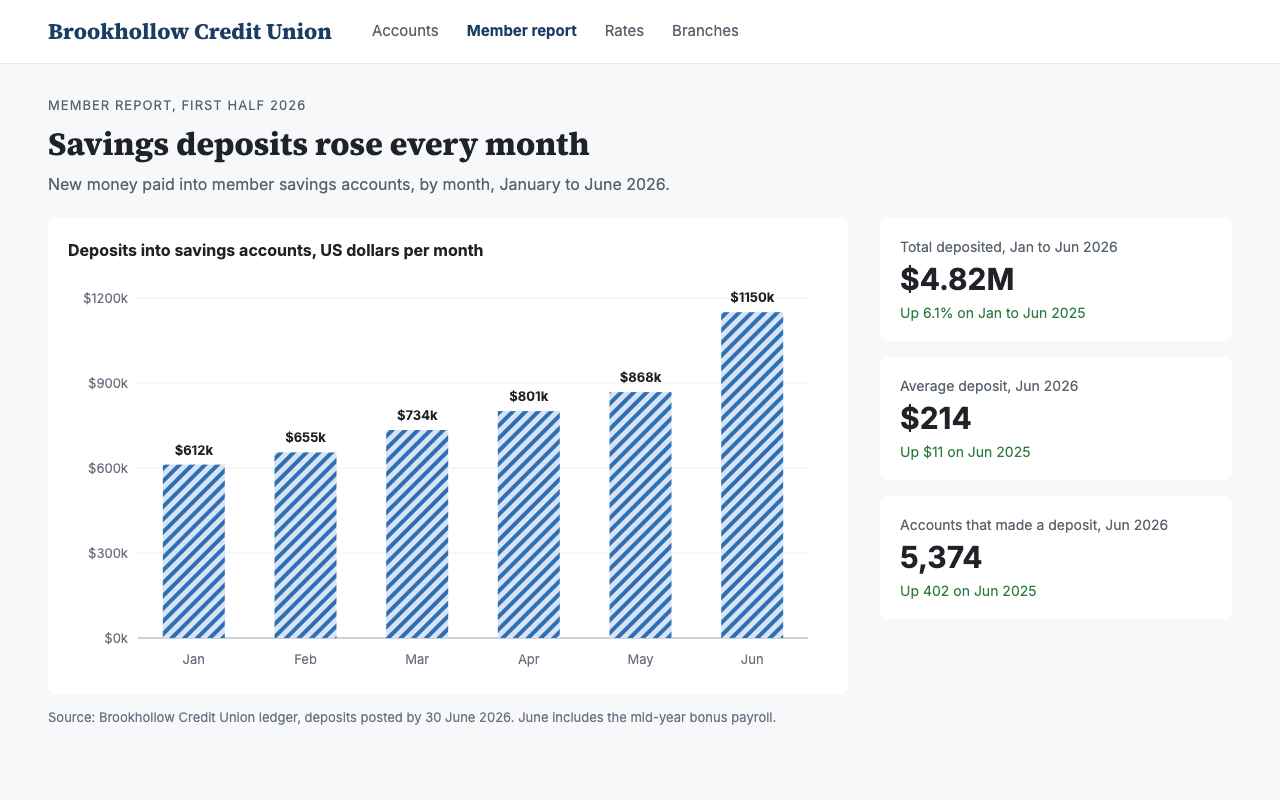 Brookhollow Credit Union
Accounts
Member report
Rates
Branches
MEMBER REPORT, FIRST HALF 2026
Savings deposits rose every month
New money paid into member savings accounts, by month, January to June 2026.
Deposits into savings accounts, US dollars per month
$1200k
$900k
$600k
$300k
$0k
$612k
$655k
$734k
$801k
$868k
$1150k
Jan
Feb
Mar
Apr
May
Jun
Source: Brookhollow Credit Union ledger, deposits posted by 30 June 2026. June includes the mid-year bonus payroll.
Total deposited, Jan to Jun 2026
$4.82M
Up 6.1% on Jan to Jun 2025
Average deposit, Jun 2026
$214
Up $11 on Jun 2025
Accounts that made a deposit, Jun 2026
5,374
Up 402 on Jun 2025